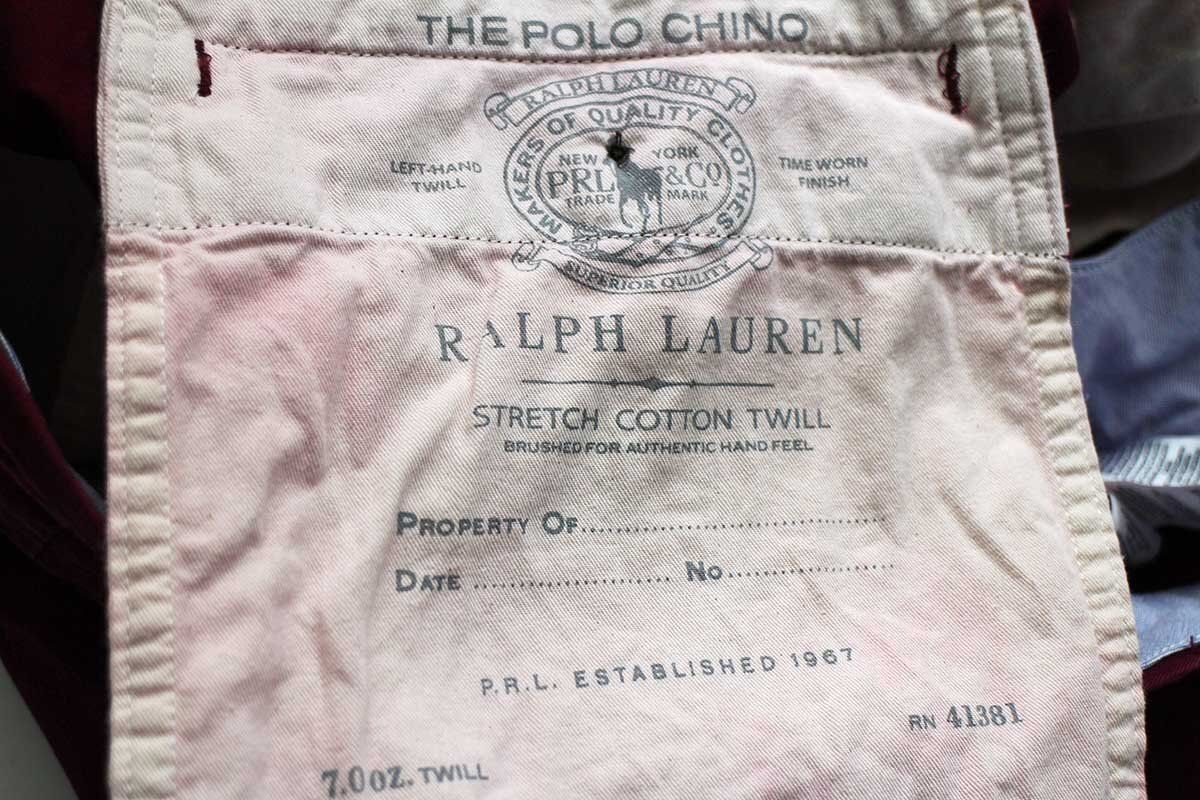 THE POLO CHINO
RALPH LAUREN
MAKERS OF QUALITY CLOTHES
LEFT-HAND
TWILL
NEW YORK
PRL &Co
TRADE MARK
TIME WORN
FINISH
SUPERIOR QUALITY
RALPH LAUREN
STRETCH COTTON TWILL
BRUSHED FOR AUTHENTIC HAND FEEL
PROPERTY OF..............................
DATE .................... No................
P.R.L. ESTABLISHED 1967
RN 41381
7.0 oz. TWILL